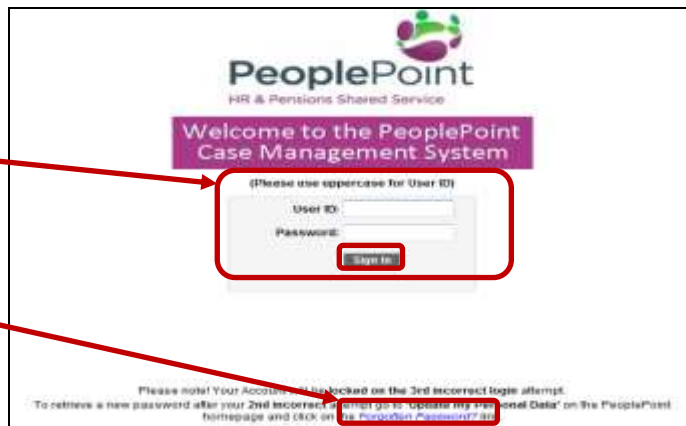 PeoplePoint
HR & Pensions Shared Service
Welcome to the PeoplePoint
Case Management System
(Please use uppercase for User ID)
User ID:
Password:
Sign In
Please note! Your Account will be locked on the 3rd incorrect login attempt.
To retrieve a new password after your 2nd incorrect attempt go to 'Update my Personal Data' on the PeoplePoint
homepage and click on the Forgotten Password? link